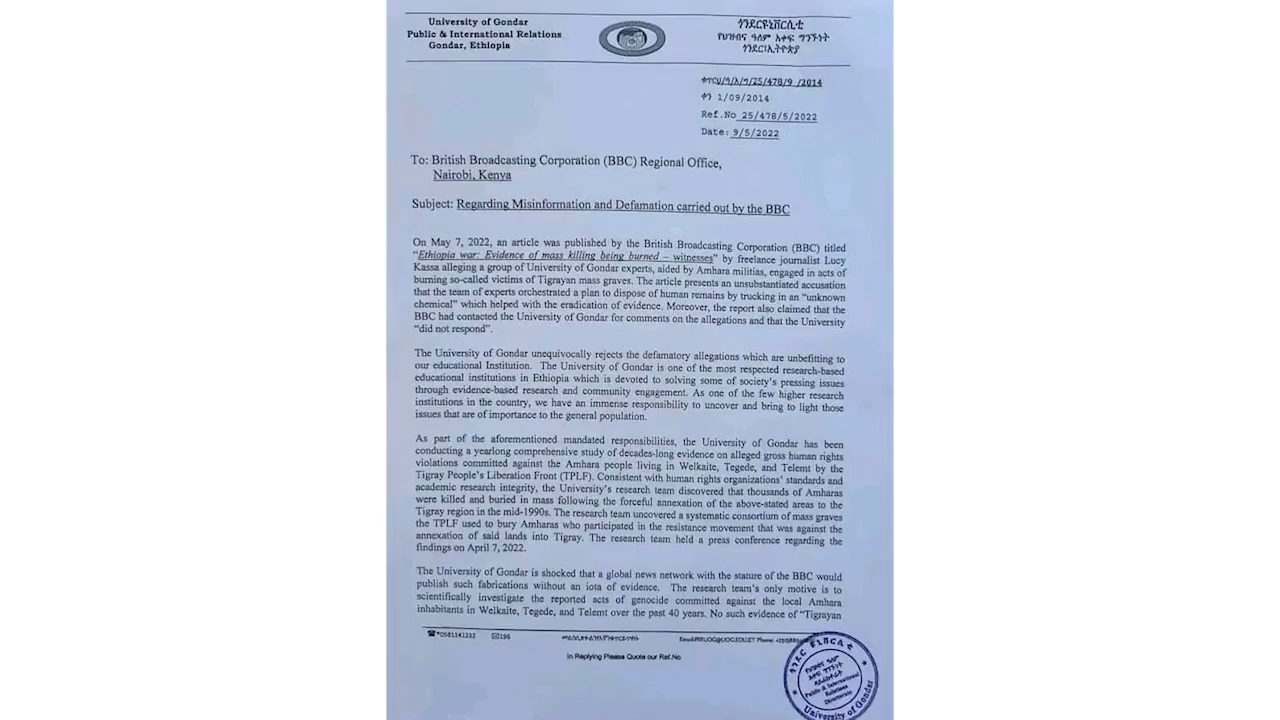 University of Gondar
Public & International Relations
Gondar, Ethiopia
ጎንደር ዩኒቨርሲቲ
የህዝብና ዓለም አቀፍ ግንኙነት
ጎንደር፣ኢትዮጵያ
ቀን 1/09/2014
Ref.No 25/478/5/2022
Date: 9/5/2022
To: British Broadcasting Corporation (BBC) Regional Office,
Nairobi, Kenya
Subject: Regarding Misinformation and Defamation carried out by the BBC
On May 7, 2022, an article was published by the British Broadcasting Corporation (BBC) titled
“Ethiopia war: Evidence of mass killing being burned – witnesses” by freelance journalist Lucy
Kassa alleging a group of University of Gondar experts, aided by Amhara militias, engaged in acts of
burning so-called victims of Tigrayan mass graves. The article presents an unsubstantiated accusation
that the team of experts orchestrated a plan to dispose of human remains by trucking in an “unknown
chemical” which helped with the eradication of evidence. Moreover, the report also claimed that the
BBC had contacted the University of Gondar for comments on the allegations and that the University
“did not respond”.
The University of Gondar unequivocally rejects the defamatory allegations which are unbefitting to
our educational Institution. The University of Gondar is one of the most respected research-based
educational institutions in Ethiopia which is devoted to solving some of society's pressing issues
through evidence-based research and community engagement. As one of the few higher research
institutions in the country, we have an immense responsibility to uncover and bring to light those
issues that are of importance to the general population.
As part of the aforementioned mandated responsibilities, the University of Gondar has been
conducting a yearlong comprehensive study of decades-long evidence on alleged gross human rights
violations committed against the Amhara people living in Welkaite, Tegede, and Telemt by the
Tigray People's Liberation Front (TPLF). Consistent with human rights organizations' standards and
academic research integrity, the University's research team discovered that thousands of Amharas
were killed and buried in mass following the forceful annexation of the above-stated areas to the
Tigray region in the mid-1990s. The research team uncovered a systematic consortium of mass graves
the TPLF used to bury Amharas who participated in the resistance movement that was against the
annexation of said lands into Tigray. The research team held a press conference regarding the
findings on April 7, 2022.
The University of Gondar is shocked that a global news network with the stature of the BBC would
publish such fabrications without an iota of evidence. The research team's only motive is to
scientifically investigate the reported acts of genocide committed against the local Amhara
inhabitants in Welkaite, Tegede, and Telemt over the past 40 years. No such evidence of “Tigrayan
0581141232 196
In Replying Please Quote our Ref.No
Public & International
Relations
Directorate
University of Gondar